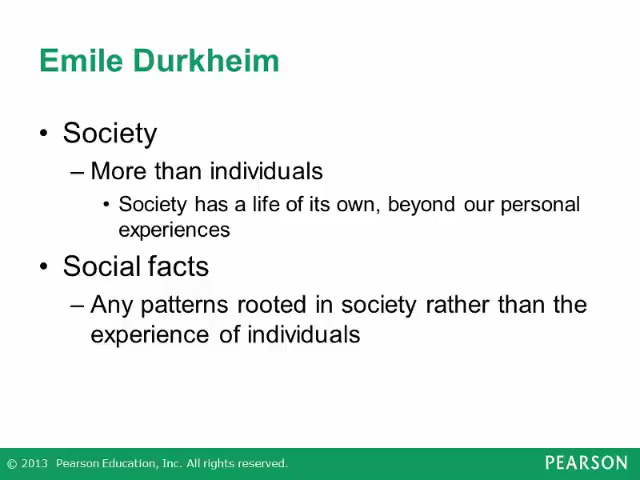 Emile Durkheim
• Society
– More than individuals
• Society has a life of its own, beyond our personal
experiences
• Social facts
– Any patterns rooted in society rather than the
experience of individuals
© 2013 Pearson Education, Inc. All rights reserved.
PEARSON